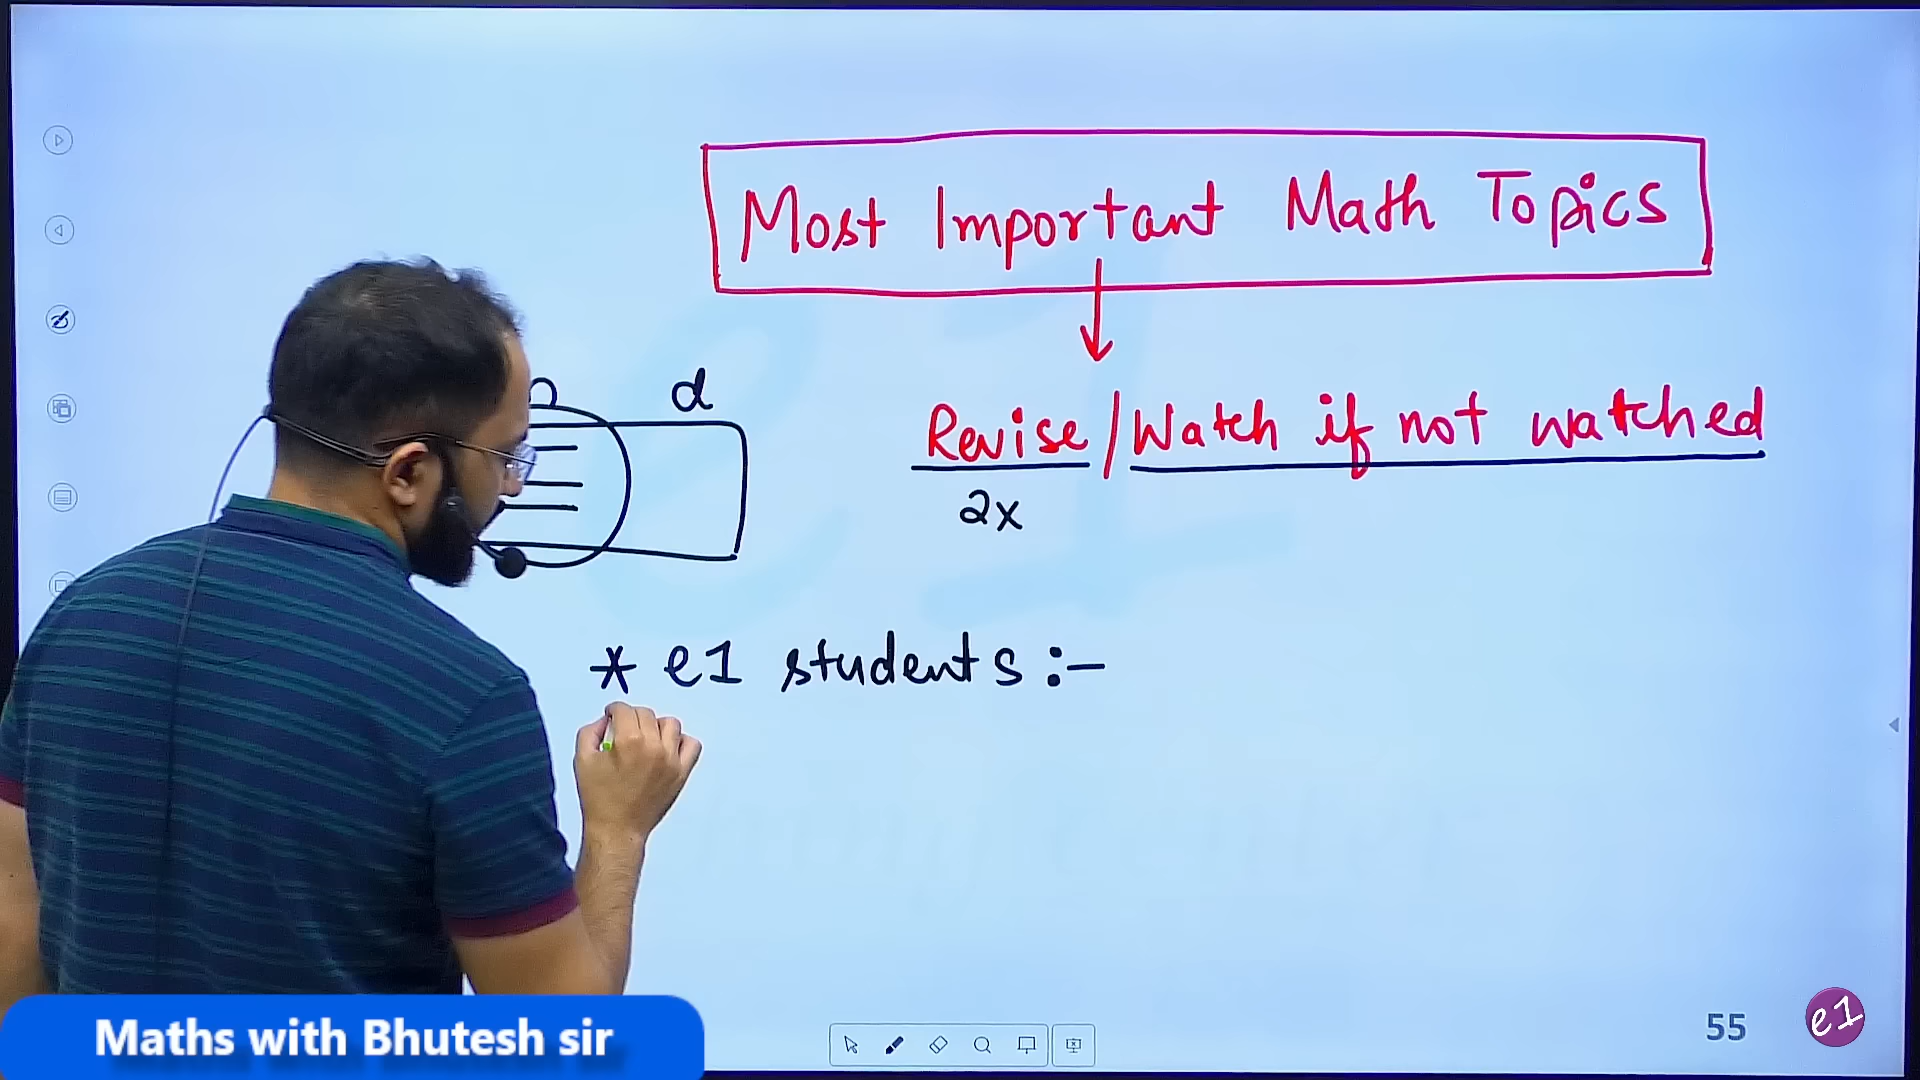 Most Important Math Topics
d
Revise/Watch if not watched
2x
* e1 students :-
55
e1
Maths with Bhutesh sir